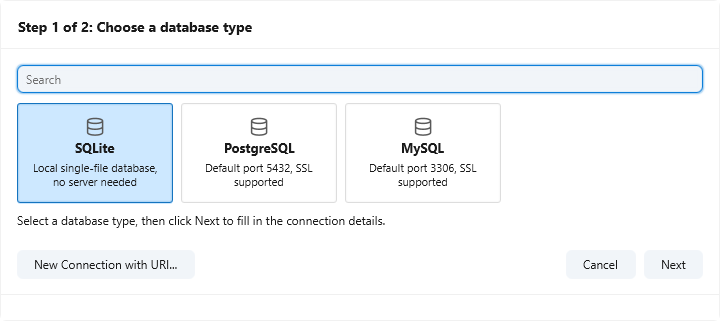 Step 1 of 2: Choose a database type
Search
SQLite
Local single-file database,
no server needed
PostgreSQL
Default port 5432, SSL
supported
MySQL
Default port 3306, SSL
supported
Select a database type, then click Next to fill in the connection details.
New Connection with URI...
Cancel
Next